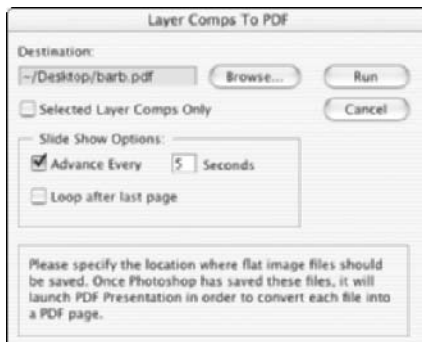 Layer Comps To PDF
Destination:
~/Desktop/barb.pdf Browse... Run
Selected Layer Comps Only Cancel
Slide Show Options:
Advance Every 5 Seconds
Loop after last page
Please specify the location where flat image files should
be saved. Once Photoshop has saved these files, it will
launch PDF Presentation in order to convert each file into
a PDF page.